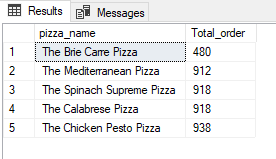 Results Messages
pizza_name Total_order
1 The Brie Carre Pizza 480
2 The Mediterranean Pizza 912
3 The Spinach Supreme Pizza 918
4 The Calabrese Pizza 918
5 The Chicken Pesto Pizza 938